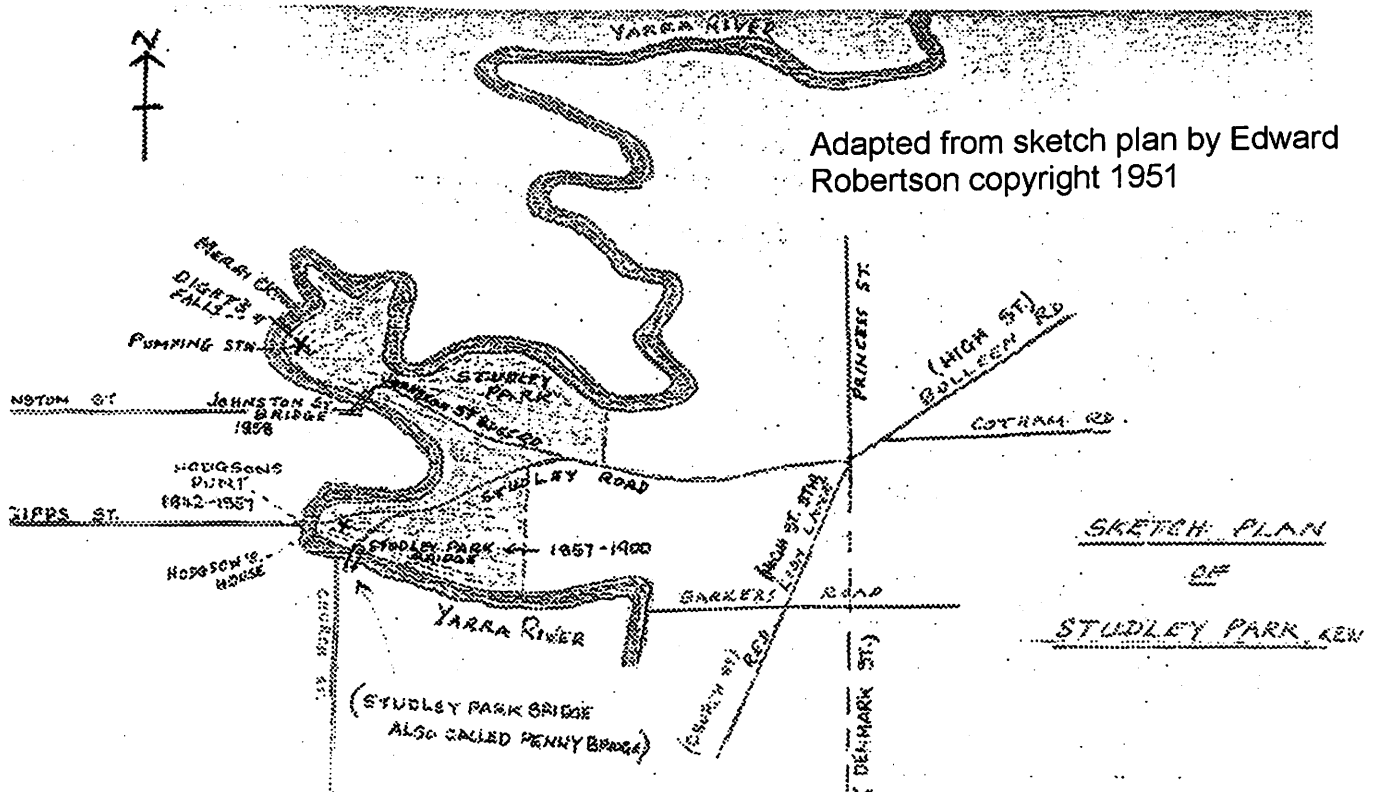 N
YARRA RIVER
Adapted from sketch plan by Edward
Robertson copyright 1951
MERRI CK
DIGHT'S
FALLS
PUMPING STN
JOHNSTON ST
BRIDGE
1858
STUDLEY
PARK
PRINCESS ST.
(HIGH ST.)
BULLEEN RD
COTHAM RD.
HODGSONS
PUNT
1842-1857
GIPPS ST.
STUDLEY ROAD
STUDLEY PARK
BRIDGE
1857-1900
HODGSON'S
HOUSE
CHURCH ST.
YARRA RIVER
BARKERS ROAD
(CHURCH ST)
DENMARK ST.)
(STUDLEY PARK BRIDGE
ALSO CALLED PENNY BRIDGE)
SKETCH PLAN
OF
STUDLEY PARK KEW